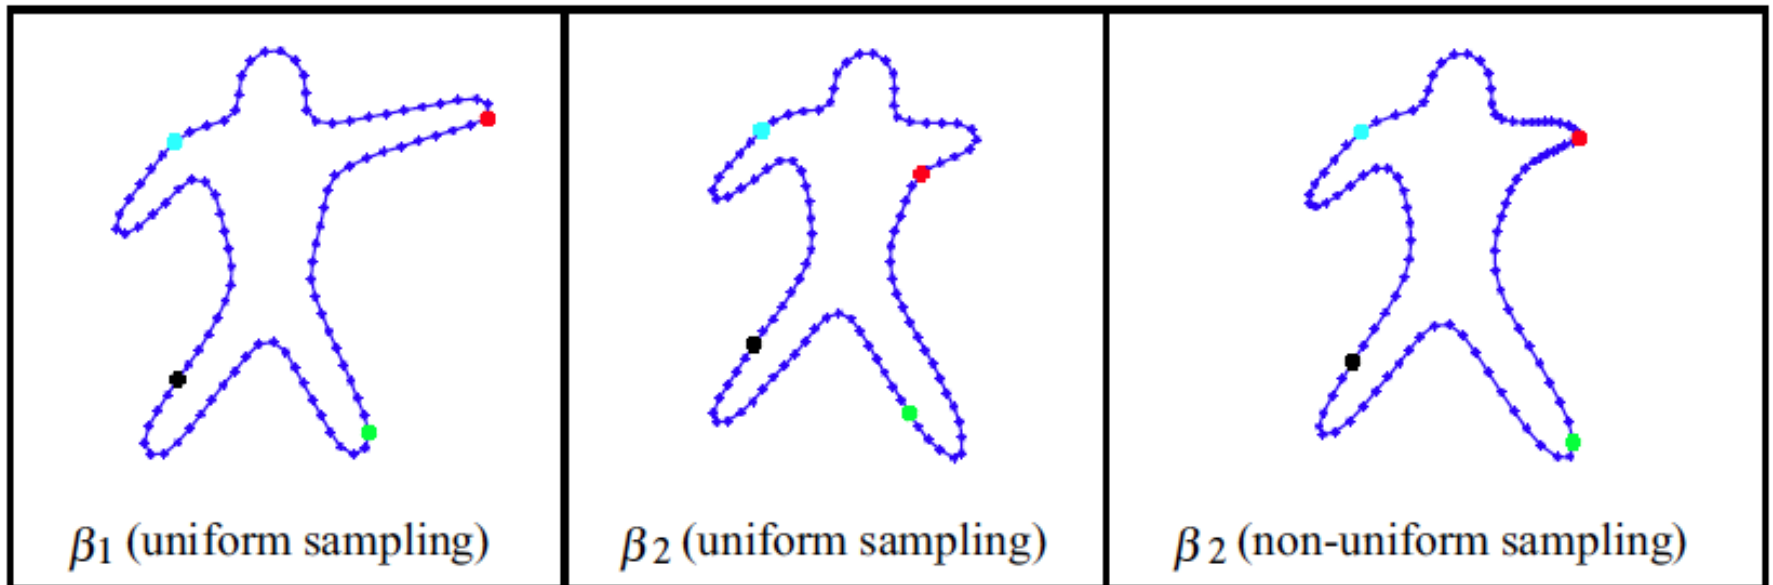 β1 (uniform sampling)
β2 (uniform sampling)
β2 (non-uniform sampling)